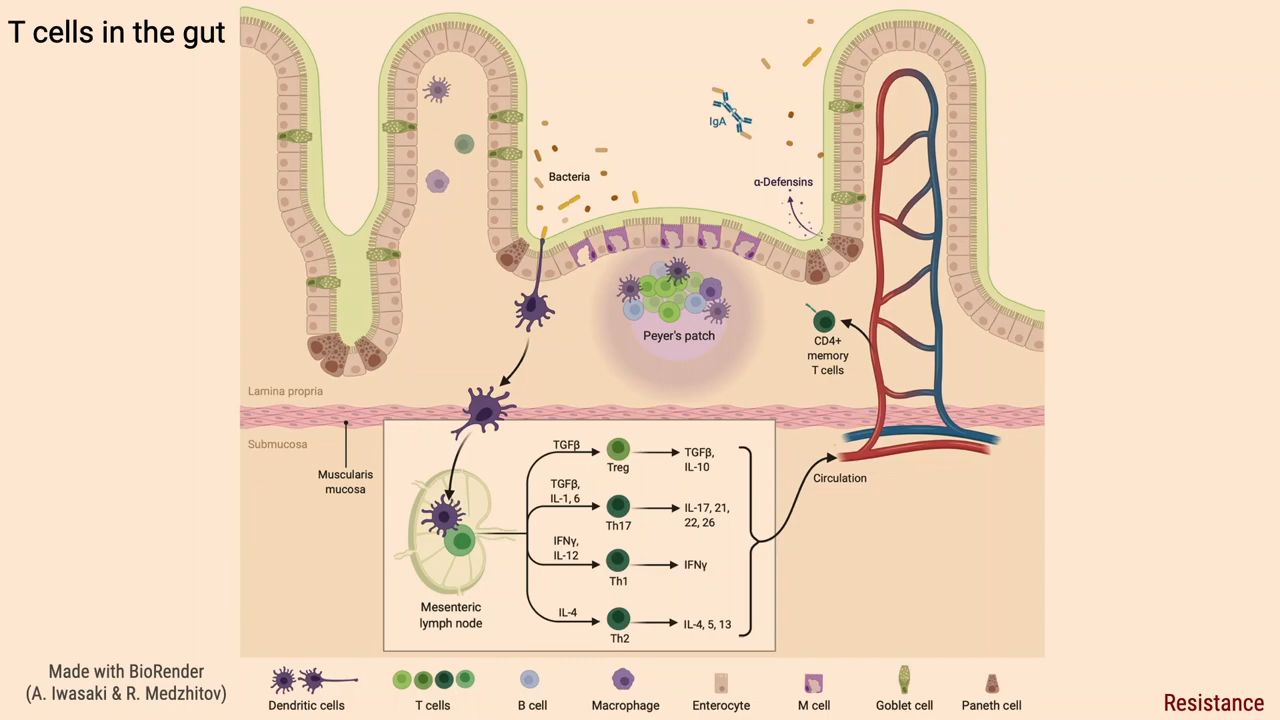 T cells in the gut
IgA
Bacteria
α-Defensins
Peyer's patch
CD4+
memory
T cells
Lamina propria
Submucosa
Muscularis
mucosa
Mesenteric
lymph node
TGFβ
Treg
TGFβ,
IL-10
TGFβ,
IL-1, 6
Th17
IL-17, 21,
22, 26
IFNγ,
IL-12
Th1
IFNγ
IL-4
Th2
IL-4, 5, 13
Circulation
Made with BioRender
(A. Iwasaki & R. Medzhitov)
Dendritic cells
T cells
B cell
Macrophage
Enterocyte
M cell
Goblet cell
Paneth cell
Resistance